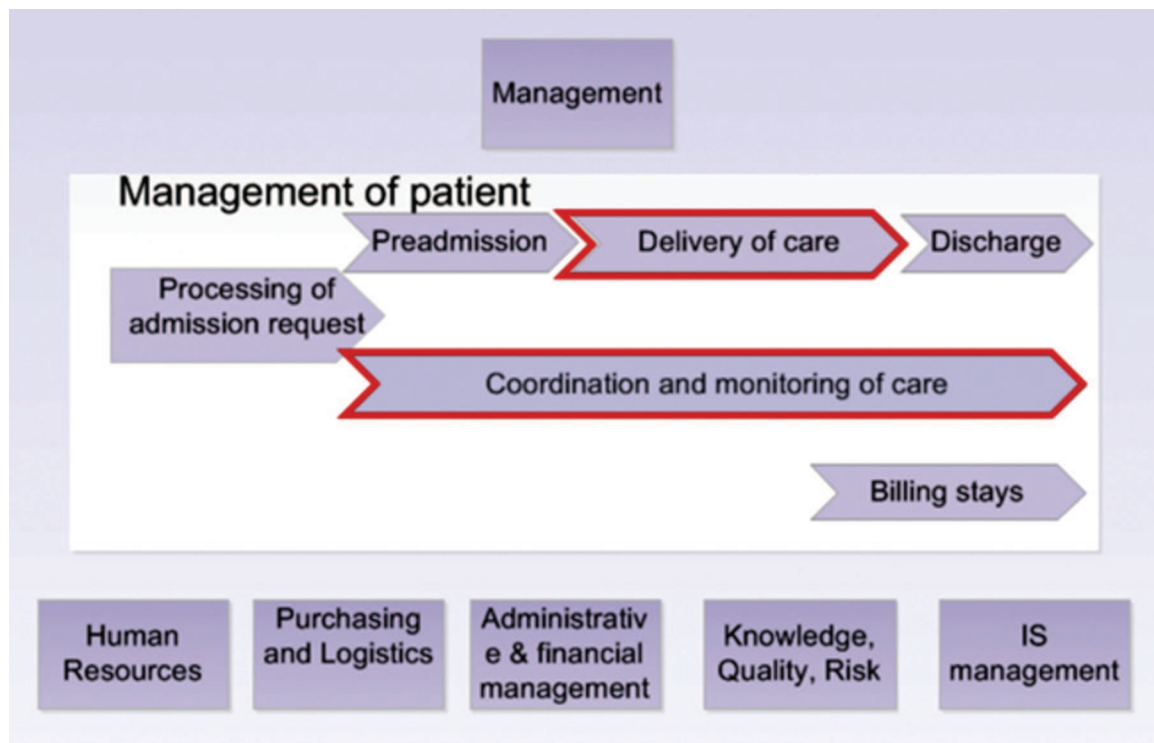 Management
Management of patient
Preadmission
Delivery of care
Discharge
Processing of
admission request
Coordination and monitoring of care
Billing stays
Human
Resources
Purchasing
and Logistics
Administrativ
e & financial
management
Knowledge,
Quality, Risk
IS
management